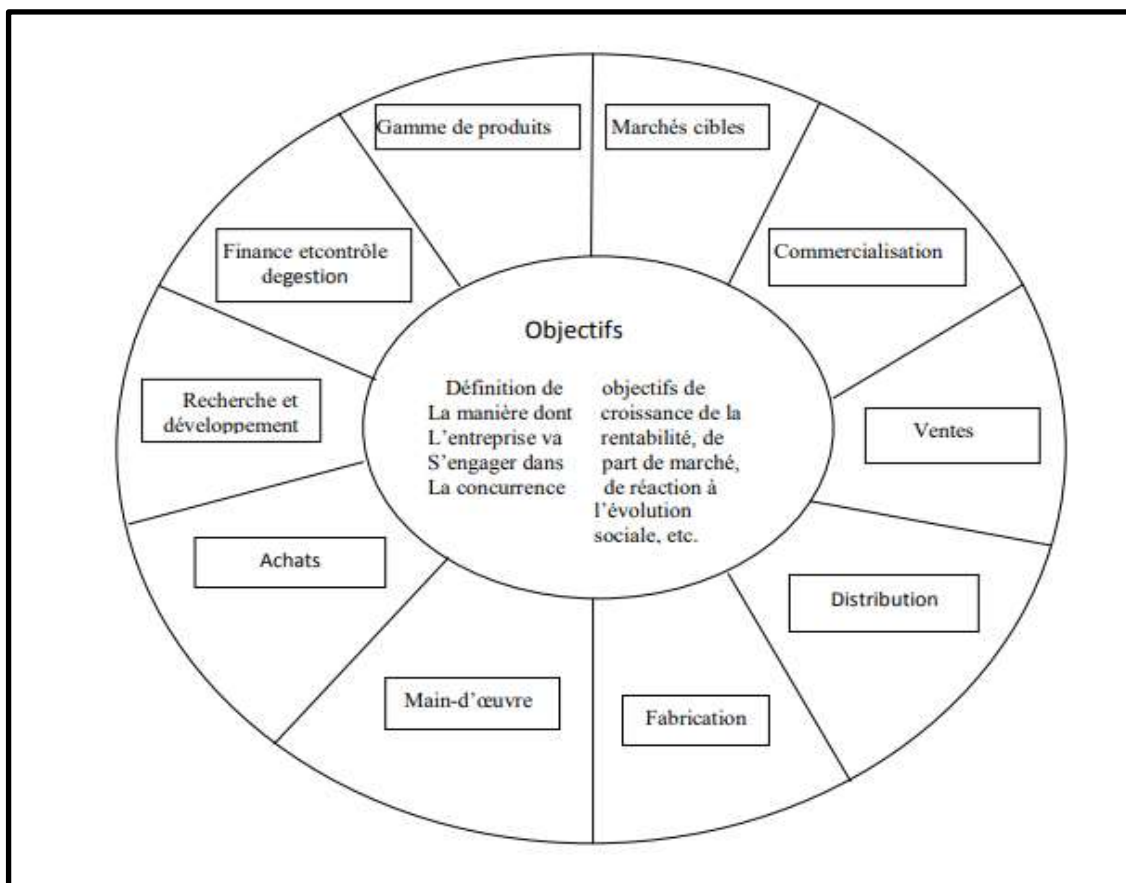 Gamme de produits
Marchés cibles
Finance etcontrôle
degestion
Commercialisation
Objectifs
Définition de
La manière dont
L'entreprise va
S'engager dans
La concurrence
objectifs de
croissance de la
rentabilité, de
part de marché,
de réaction à
l'évolution
sociale, etc.
Recherche et
développement
Ventes
Achats
Distribution
Main-d'œuvre
Fabrication